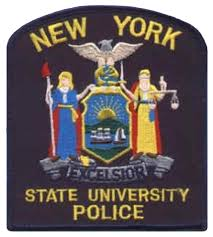 NEW YORK
EXCELSIOR
STATE UNIVERSITY
POLICE